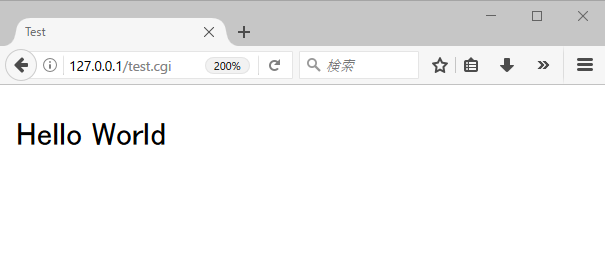 Test
127.0.0.1/test.cgi 200% 検索
Hello World